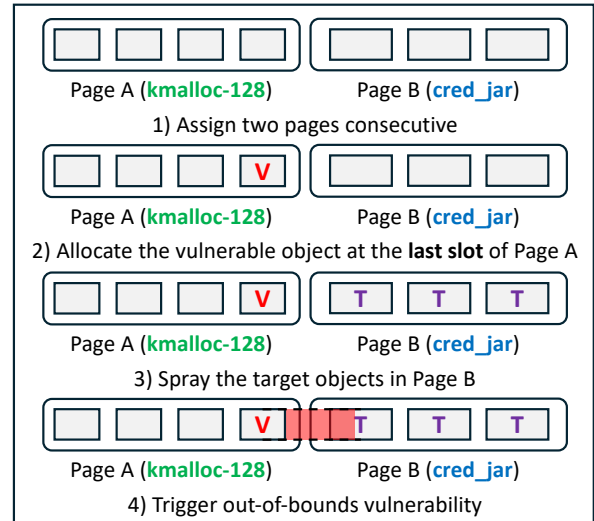 Page A (kmalloc-128) Page B (cred_jar)
1) Assign two pages consecutive
V
Page A (kmalloc-128) Page B (cred_jar)
2) Allocate the vulnerable object at the last slot of Page A
V T T T
Page A (kmalloc-128) Page B (cred_jar)
3) Spray the target objects in Page B
V T T T
Page A (kmalloc-128) Page B (cred_jar)
4) Trigger out-of-bounds vulnerability